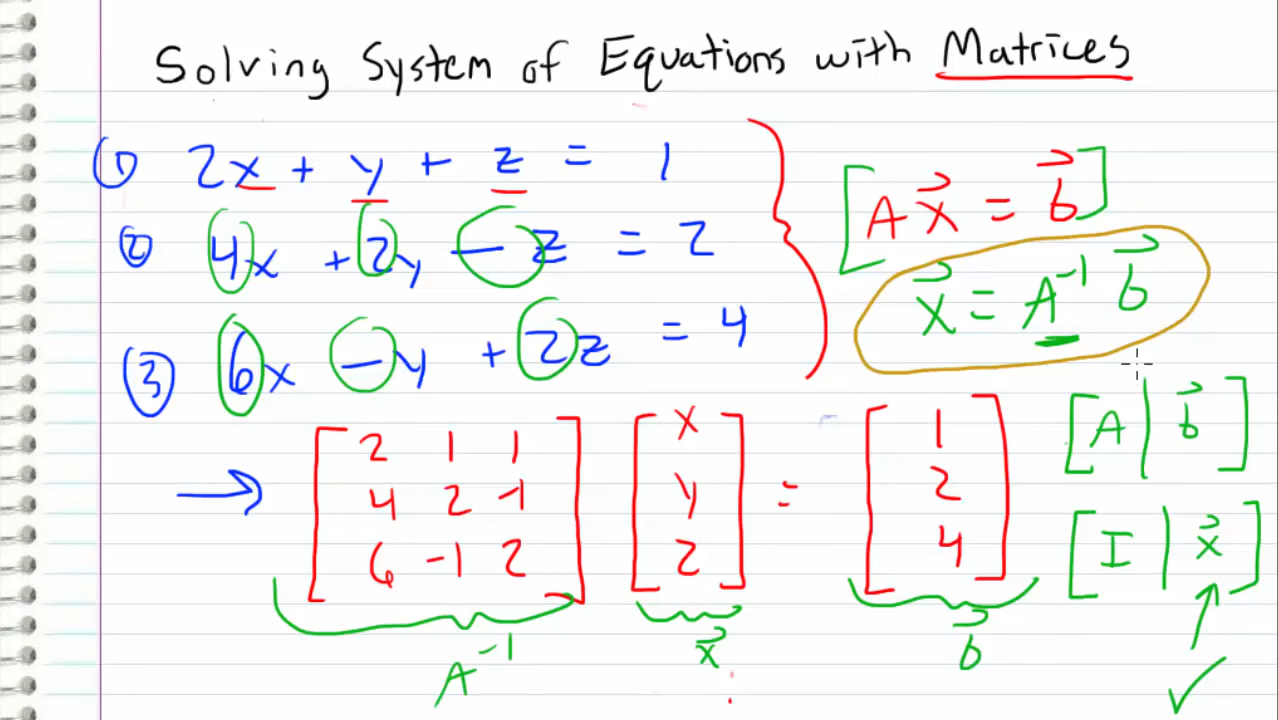 Solving System of Equations with Matrices
① 2x + y + z = 1
② 4x + 2y − z = 2
③ 6x − y + 2z = 4
[A x⃗ = b⃗]
x⃗ = A⁻¹ b⃗
→ [2 1 1] [x] = [1]
[4 2 -1] [y] [2]
[6 -1 2] [2] [4]
A⁻¹ x⃗ b⃗
[A | b⃗]
[I | x⃗]